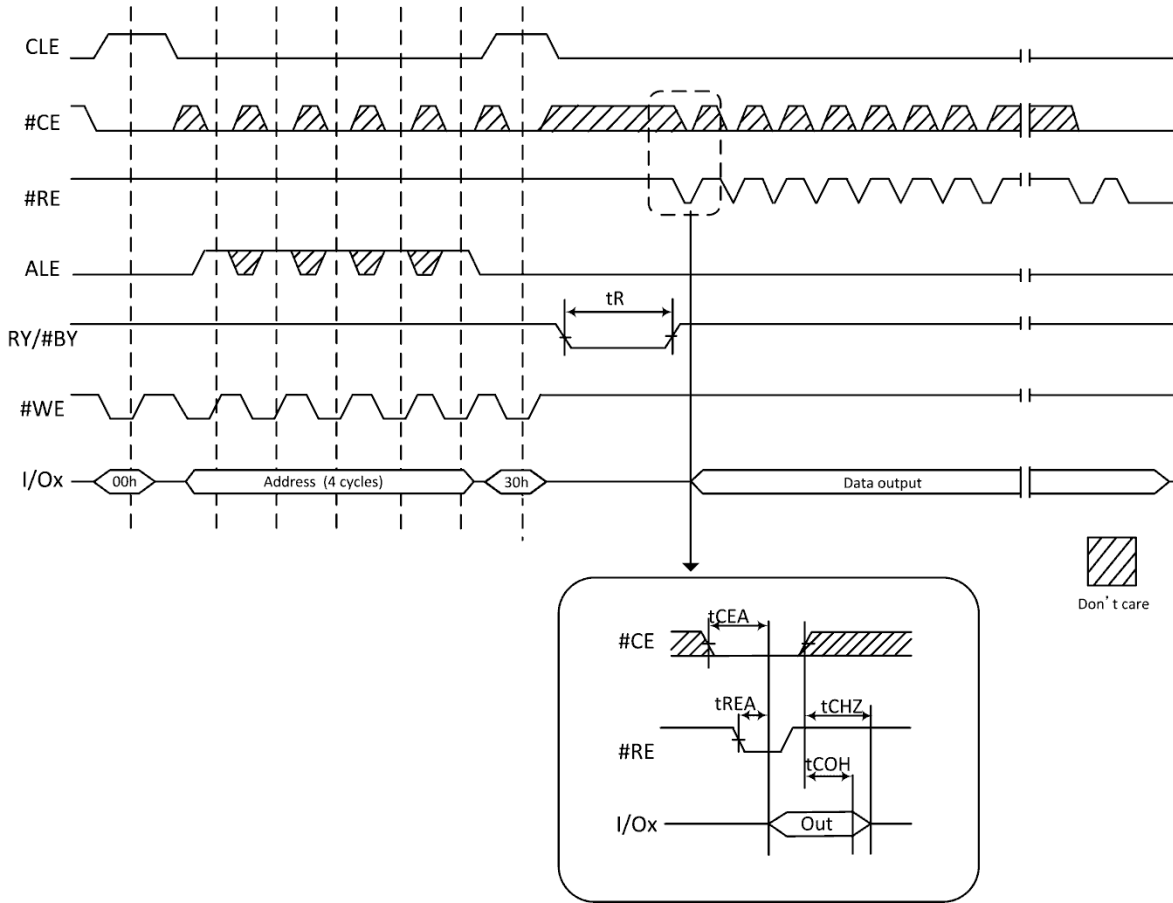 CLE
#CE
#RE
ALE
tR
RY/#BY
#WE
I/Ox
00h
Address (4 cycles)
30h
Data output
Don't care
tCEA
#CE
tREA
tCHZ
#RE
tCOH
I/Ox
Out